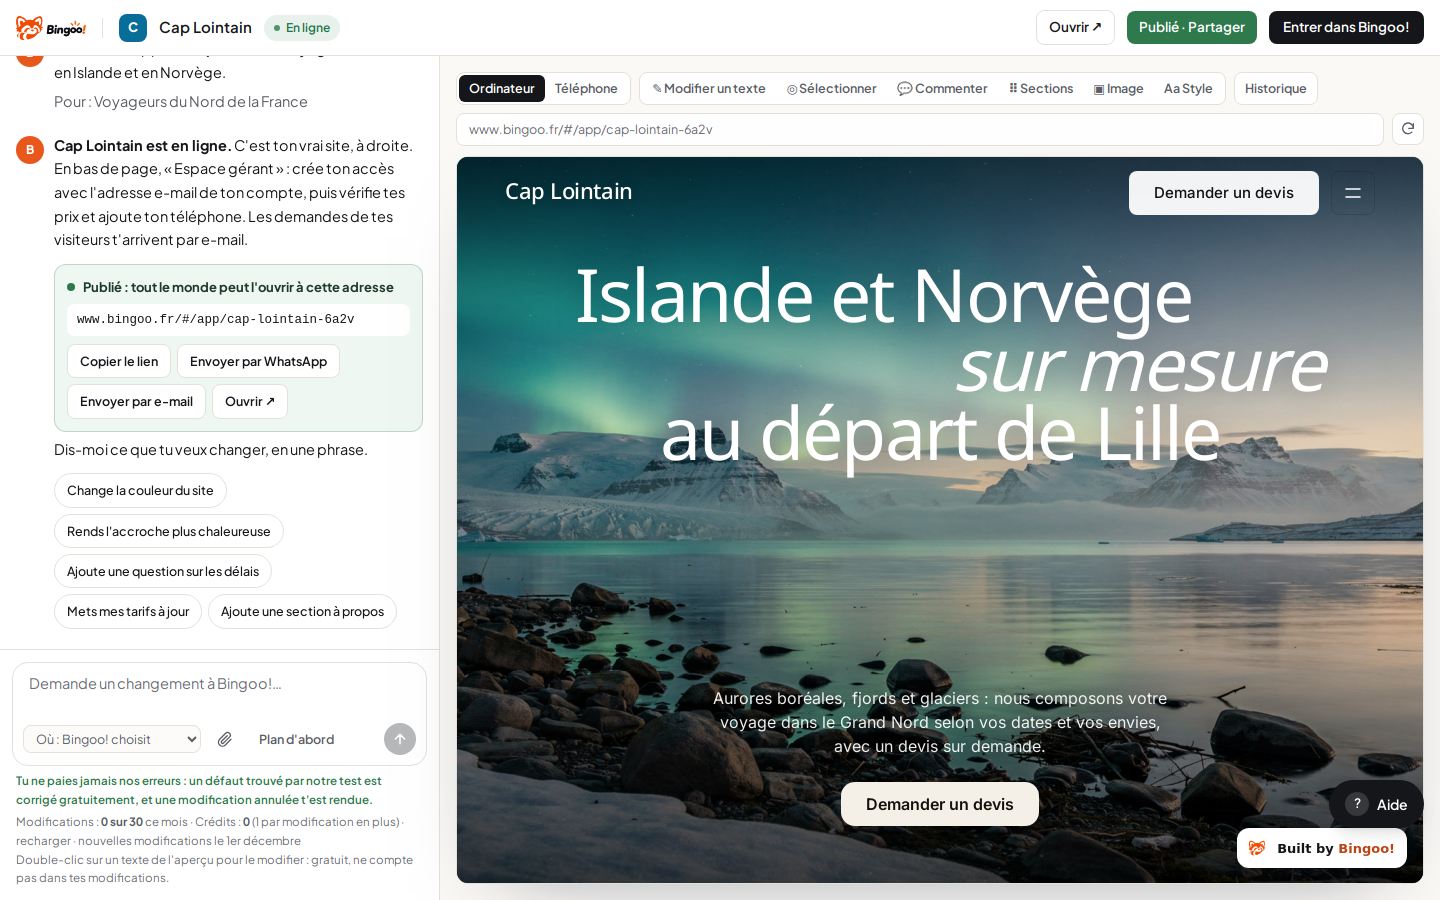 Bingoo!
C
Cap Lointain
En ligne
Ouvrir ↗
Publié · Partager
Entrer dans Bingoo!
en Islande et en Norvège.
Pour : Voyageurs du Nord de la France
B
Cap Lointain est en ligne. C'est ton vrai site, à droite.
En bas de page, « Espace gérant » : crée ton accès
avec l'adresse e-mail de ton compte, puis vérifie tes
prix et ajoute ton téléphone. Les demandes de tes
visiteurs t'arrivent par e-mail.
Publié : tout le monde peut l'ouvrir à cette adresse
www.bingoo.fr/#/app/cap-lointain-6a2v
Copier le lien
Envoyer par WhatsApp
Envoyer par e-mail
Ouvrir ↗
Dis-moi ce que tu veux changer, en une phrase.
Change la couleur du site
Rends l'accroche plus chaleureuse
Ajoute une question sur les délais
Mets mes tarifs à jour
Ajoute une section à propos
Demande un changement à Bingoo!...
Où : Bingoo! choisit
Plan d'abord
Tu ne paies jamais nos erreurs : un défaut trouvé par notre test est
corrigé gratuitement, et une modification annulée t'est rendue.
Modifications : 0 sur 30 ce mois · Crédits : 0 (1 par modification en plus) ·
recharger · nouvelles modifications le 1er décembre
Double-clic sur un texte de l'aperçu pour le modifier : gratuit, ne compte
pas dans tes modifications.
Ordinateur
Téléphone
Modifier un texte
Sélectionner
Commenter
Sections
Image
Aa Style
Historique
www.bingoo.fr/#/app/cap-lointain-6a2v
Cap Lointain
Demander un devis
Islande et Norvège
sur mesure
au départ de Lille
Aurores boréales, fjords et glaciers : nous composons votre
voyage dans le Grand Nord selon vos dates et vos envies,
avec un devis sur demande.
Demander un devis
? Aide
Built by Bingoo!